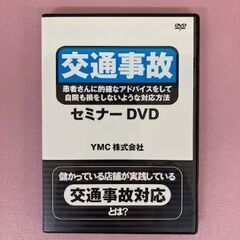 DVD
交通事故
患者さんに的確なアドバイスをして
自院も損をしないような対応方法
セミナーDVD
YMC 株式会社
儲かっている店舗が実践している
交通事故対応
とは?